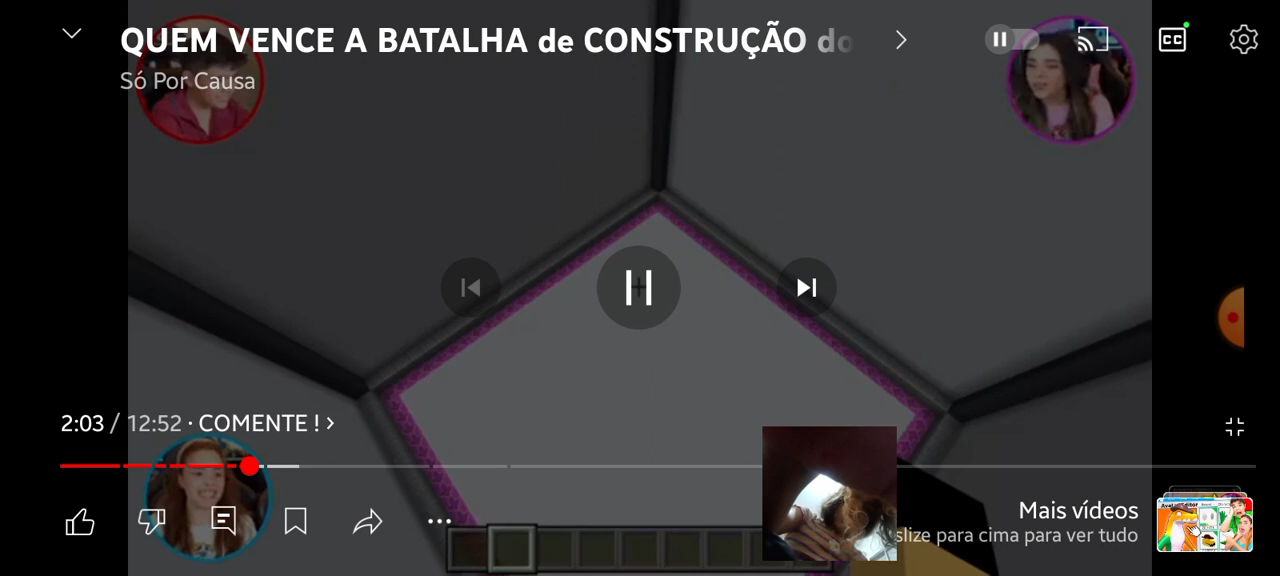 QUEM VENCE A BATALHA de CONSTRUÇÃO do
Só Por Causa
CC
2:03 / 12:52 · COMENTE ! >
Mais vídeos
slize para cima para ver tudo